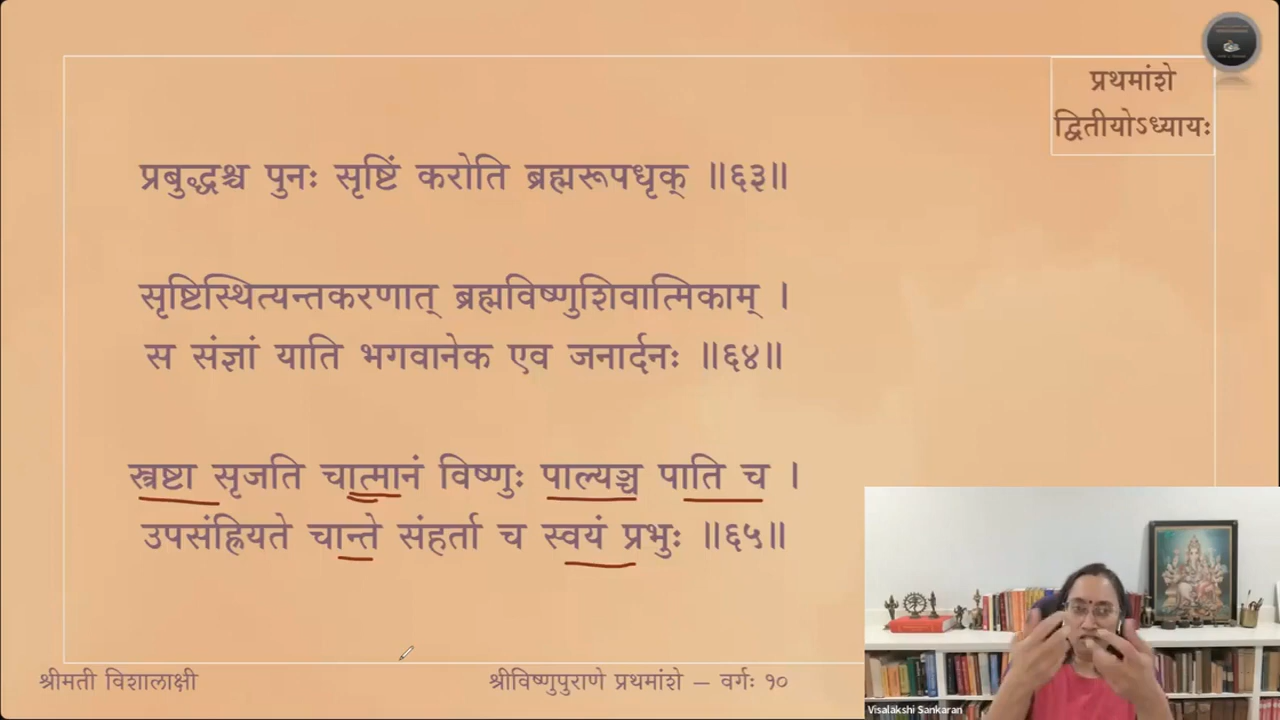 प्रथमांशे
द्वितीयोऽध्यायः
प्रबुद्धश्च पुनः सृष्टिं करोति ब्रह्मरूपधृक् ॥६३॥
सृष्टिस्थित्यन्तकरणात् ब्रह्मविष्णुशिवात्मिकाम् ।
स संज्ञां याति भगवानेक एव जनार्दनः ॥६४॥
स्त्रष्टा सृजति चात्मानं विष्णुः पाल्यञ्च पाति च ।
उपसंह्रियते चान्ते संहर्ता च स्वयं प्रभुः ॥६५॥
श्रीमती विशालाक्षी
श्रीविष्णुपुराणे प्रथमांशे – वर्गः १०
Visalakshi Sankaran